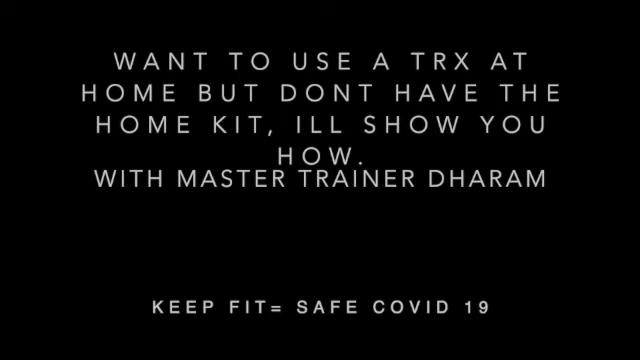 WANT TO USE A TRX AT
HOME BUT DONT HAVE THE
HOME KIT, ILL SHOW YOU
HOW.
WITH MASTER TRAINER DHARAM
KEEP FIT= SAFE COVID 19